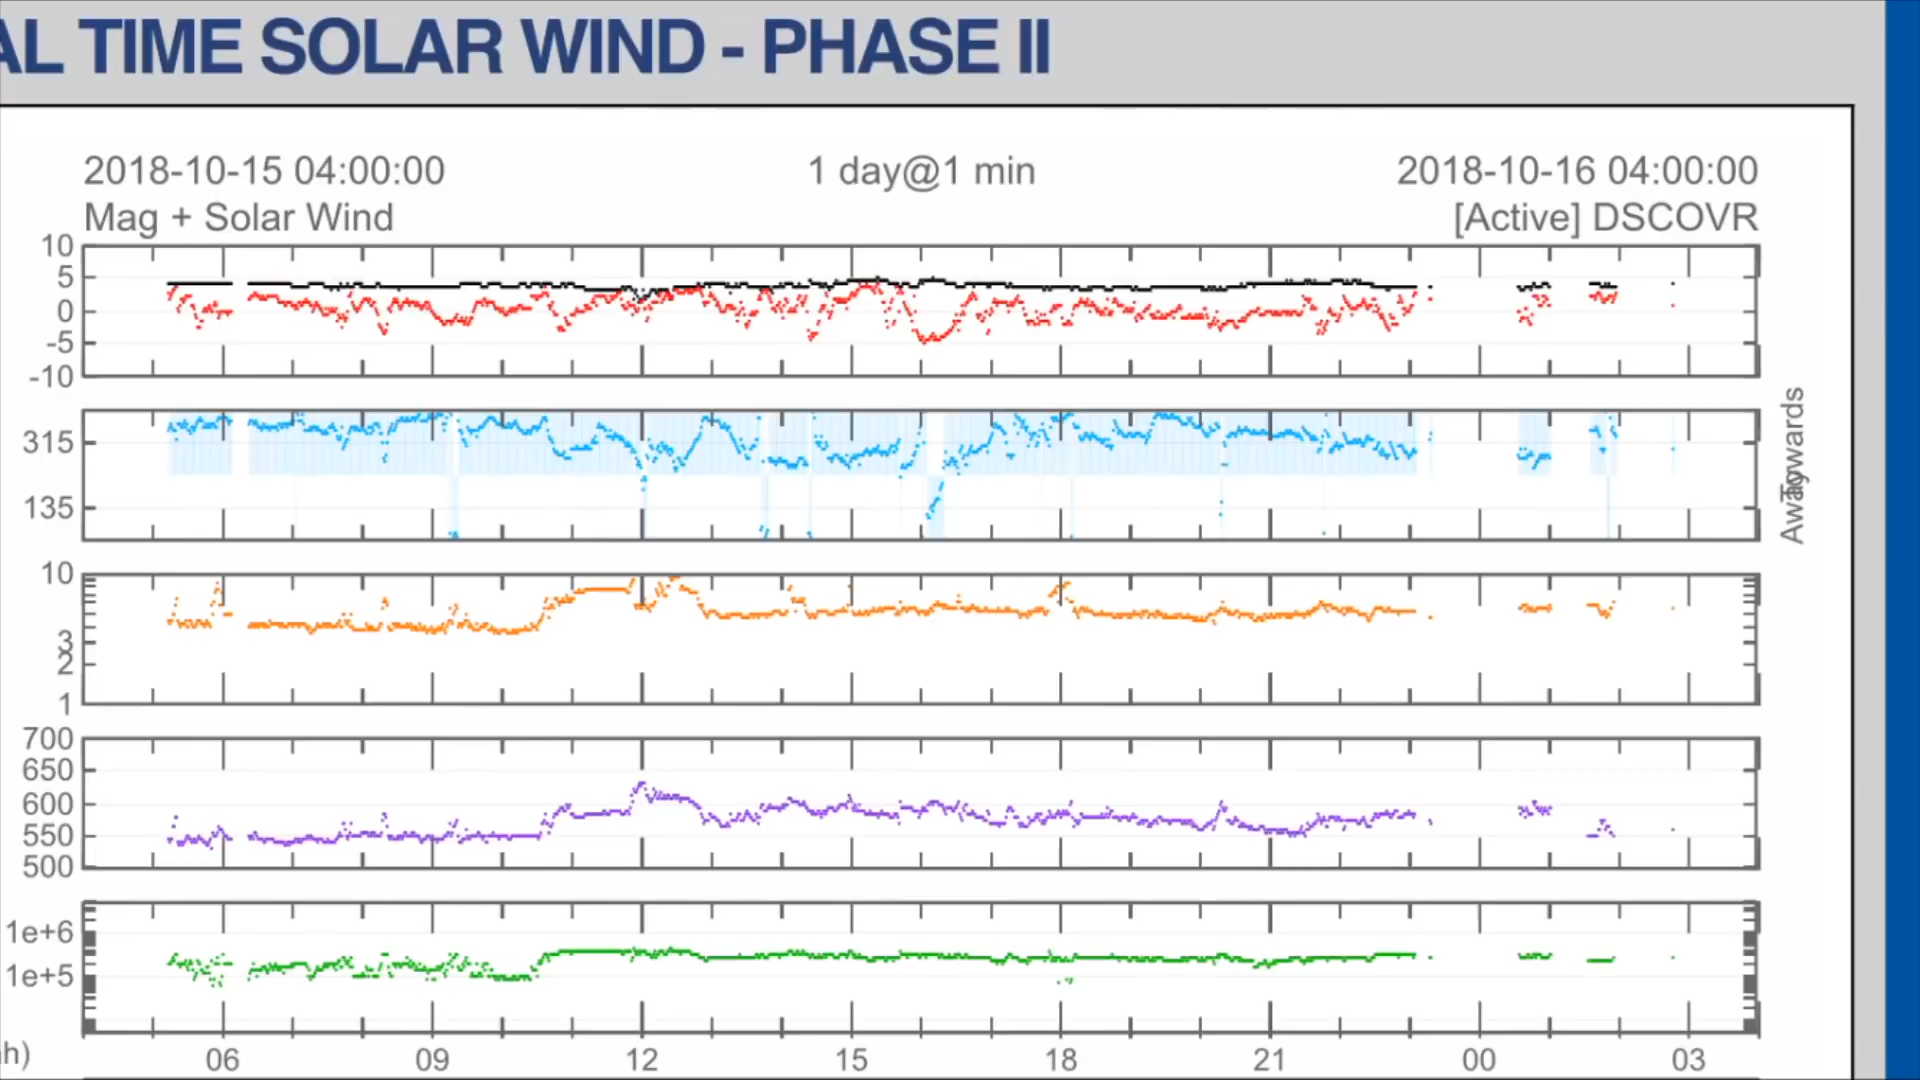 AL TIME SOLAR WIND - PHASE II
2018-10-15 04:00:00 1 day@1 min 2018-10-16 04:00:00
Mag + Solar Wind [Active] DSCOVR
10
5
0
-5
-10
315
135
Towards
Away
10
3
2
1
700
650
600
550
500
1e+6
1e+5
h) 06 09 12 15 18 21 00 03